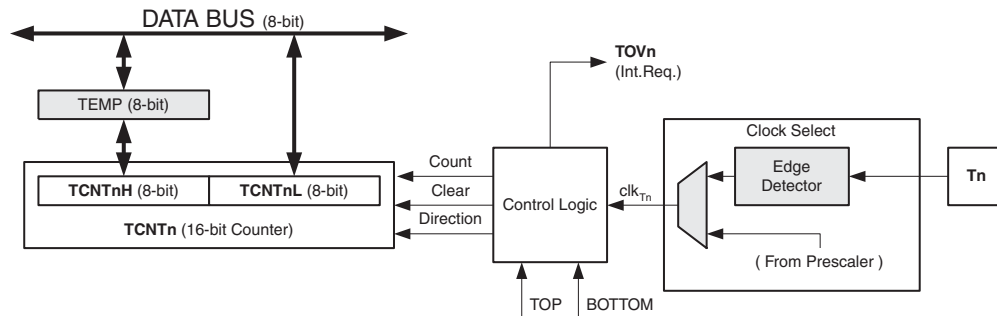 DATA BUS (8-bit)
TOVn
(Int.Req.)
TEMP (8-bit)
Clock Select
Count
Edge
Detector
Tn
TCNTnH (8-bit)
TCNTnL (8-bit)
Clear
Control Logic
clkTn
TCNTn (16-bit Counter)
Direction
( From Prescaler )
TOP
BOTTOM